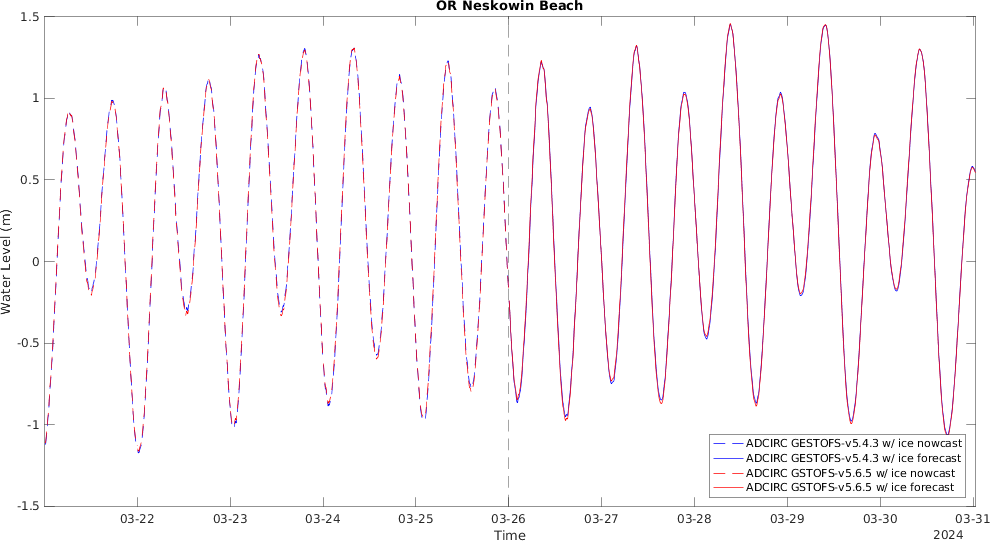 OR Neskowin Beach
1.5
1
0.5
0
-0.5
-1
-1.5
Water Level (m)
03-22
03-23
03-24
03-25
03-26
03-27
03-28
03-29
03-30
03-31
Time
2024
ADCIRC GESTOFS-v5.4.3 w/ ice nowcast
ADCIRC GESTOFS-v5.4.3 w/ ice forecast
ADCIRC GSTOFS-v5.6.5 w/ ice nowcast
ADCIRC GSTOFS-v5.6.5 w/ ice forecast